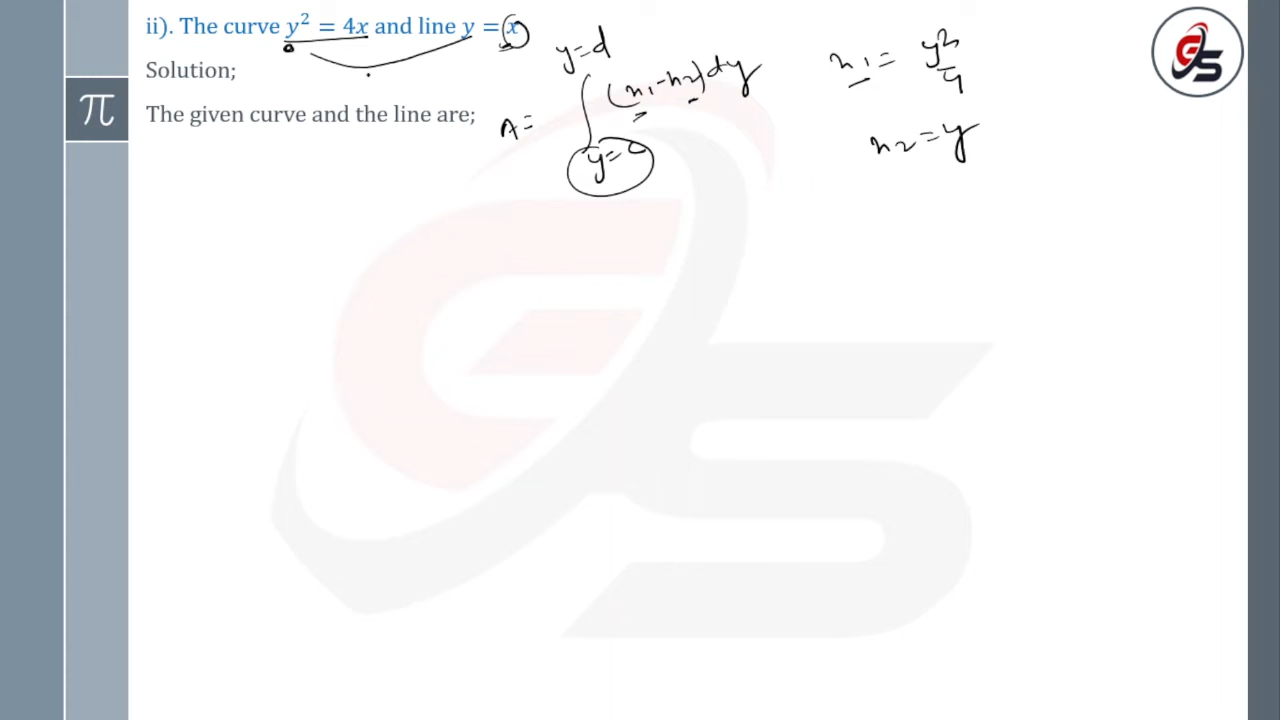 ii). The curve y² = 4x and line y = x
Solution;
The given curve and the line are;
y=d
A= ∫ (x₁-x₂)dy
y=c
x₁ = y²/4
x₂ = y
π
GS